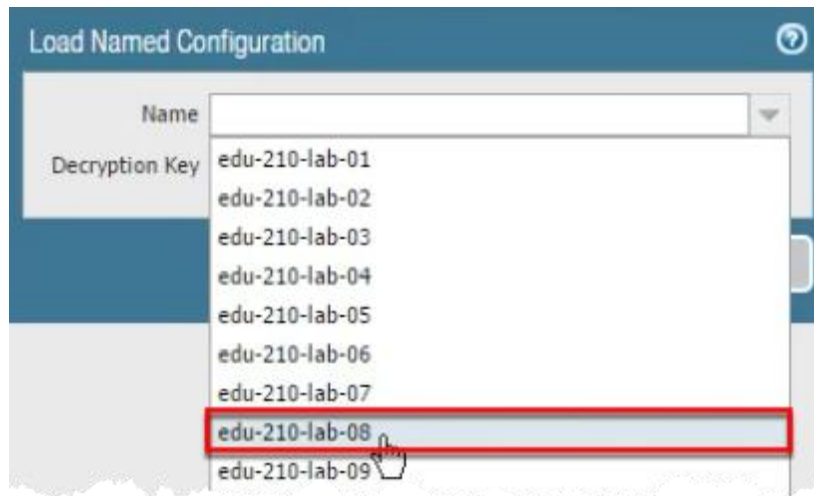 Load Named Configuration
Name
Decryption Key
edu-210-lab-01
edu-210-lab-02
edu-210-lab-03
edu-210-lab-04
edu-210-lab-05
edu-210-lab-06
edu-210-lab-07
edu-210-lab-08
edu-210-lab-09